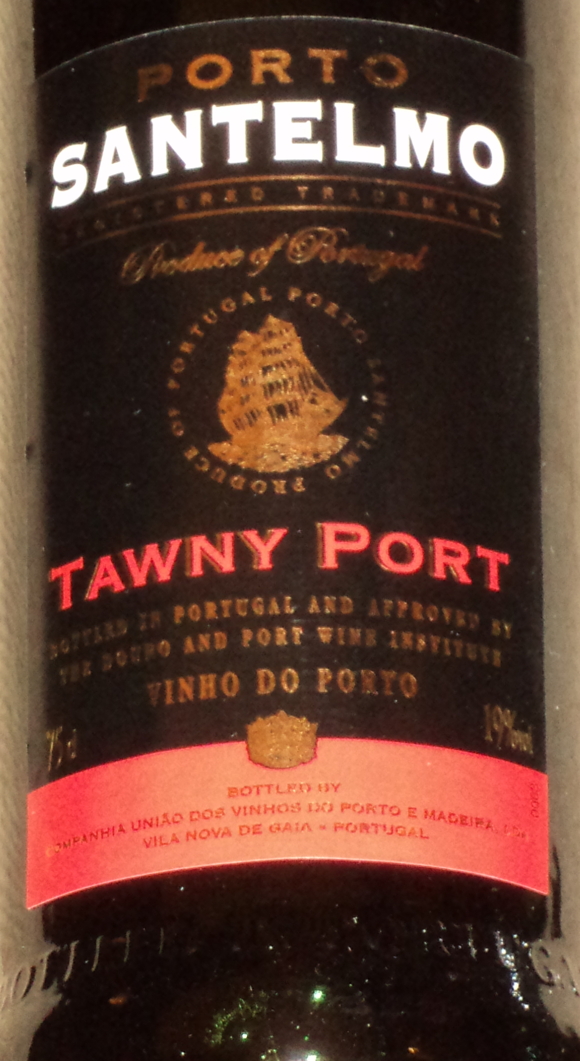 PORTO
SANTELMO
REGISTERED TRADEMARK
Produce of Portugal
PRODUCE OF PORTUGAL PORTO SANTELMO
TAWNY PORT
BOTTLED IN PORTUGAL AND APPROVED BY
THE DOURO AND PORT WINE INSTITUTE
VINHO DO PORTO
75 cl
19%vol
BOTTLED BY
COMPANHIA UNIÃO DOS VINHOS DO PORTO E MADEIRA,
VILA NOVA DE GAIA - PORTUGAL